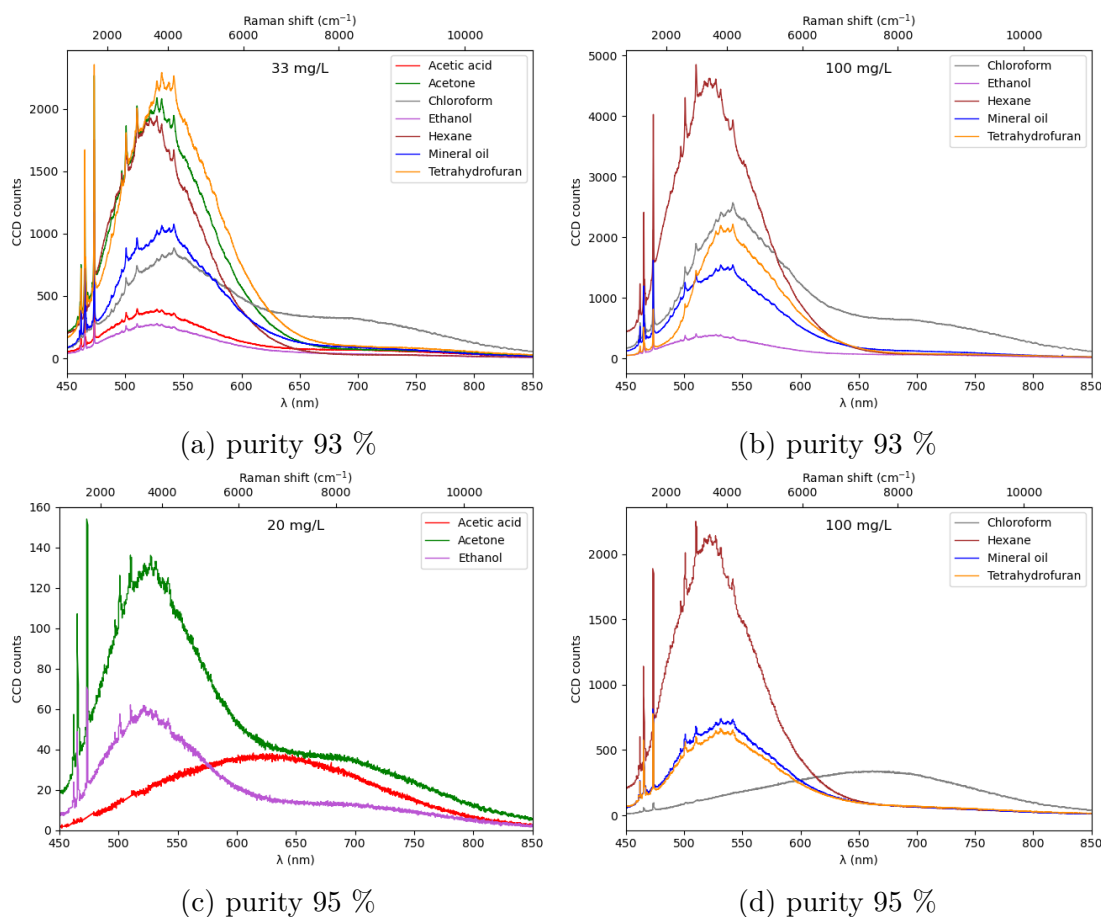 Raman shift (cm⁻¹)
2000 4000 6000 8000 10000
33 mg/L
Acetic acid
Acetone
Chloroform
Ethanol
Hexane
Mineral oil
Tetrahydrofuran
CCD counts
2000
1500
1000
500
0
450 500 550 600 650 700 750 800 850
λ (nm)
(a) purity 93 %
Raman shift (cm⁻¹)
2000 4000 6000 8000 10000
100 mg/L
Chloroform
Ethanol
Hexane
Mineral oil
Tetrahydrofuran
CCD counts
5000
4000
3000
2000
1000
0
450 500 550 600 650 700 750 800 850
λ (nm)
(b) purity 93 %
Raman shift (cm⁻¹)
2000 4000 6000 8000 10000
20 mg/L
Acetic acid
Acetone
Ethanol
CCD counts
160
140
120
100
80
60
40
20
0
450 500 550 600 650 700 750 800 850
λ (nm)
(c) purity 95 %
Raman shift (cm⁻¹)
2000 4000 6000 8000 10000
100 mg/L
Chloroform
Hexane
Mineral oil
Tetrahydrofuran
CCD counts
2000
1500
1000
500
0
450 500 550 600 650 700 750 800 850
λ (nm)
(d) purity 95 %